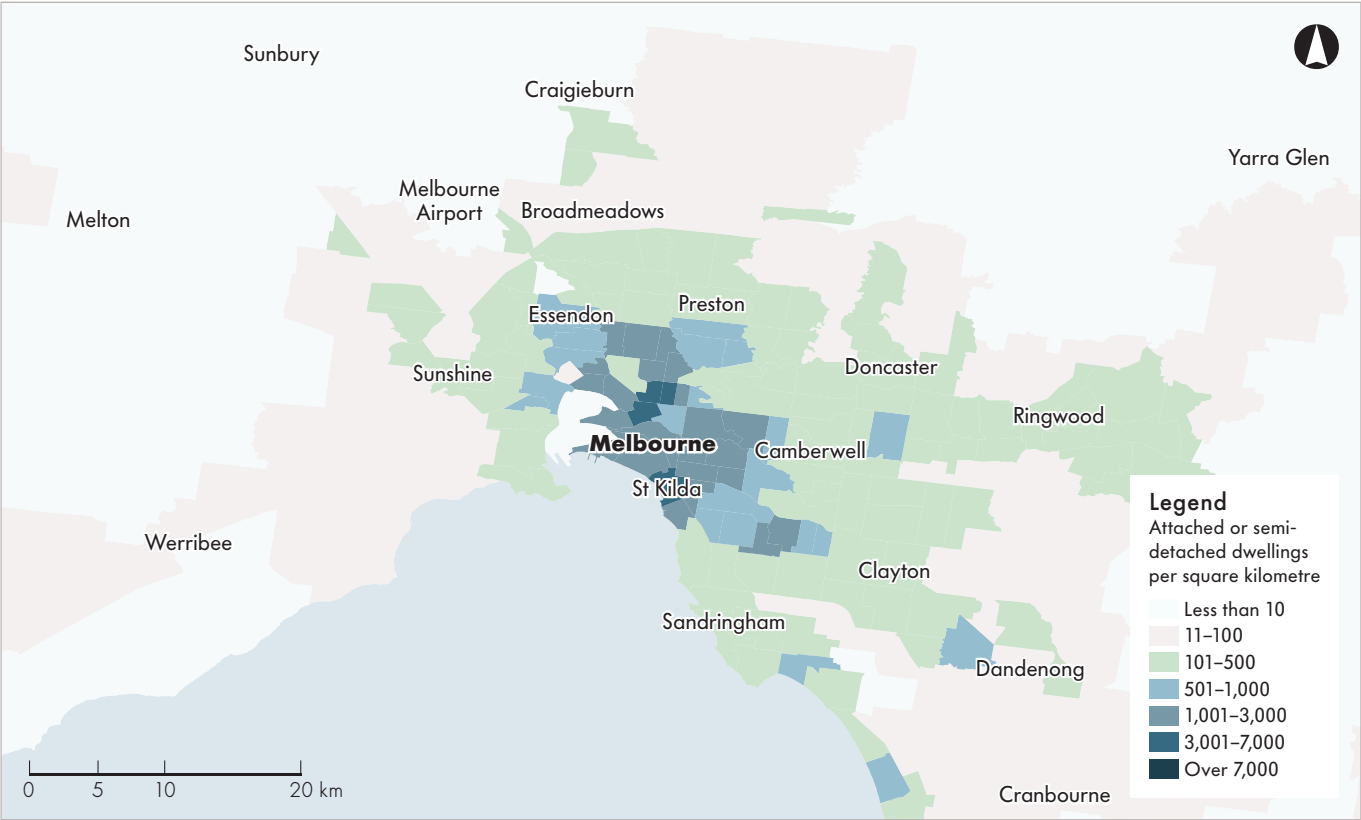 Sunbury
Craigieburn
Yarra Glen
Melbourne
Airport
Broadmeadows
Melton
Essendon
Preston
Sunshine
Doncaster
Ringwood
Melbourne
Camberwell
St Kilda
Werribee
Clayton
Sandringham
Dandenong
Cranbourne
Legend
Attached or semi-
detached dwellings
per square kilometre
Less than 10
11–100
101–500
501–1,000
1,001–3,000
3,001–7,000
Over 7,000
0 5 10 20 km